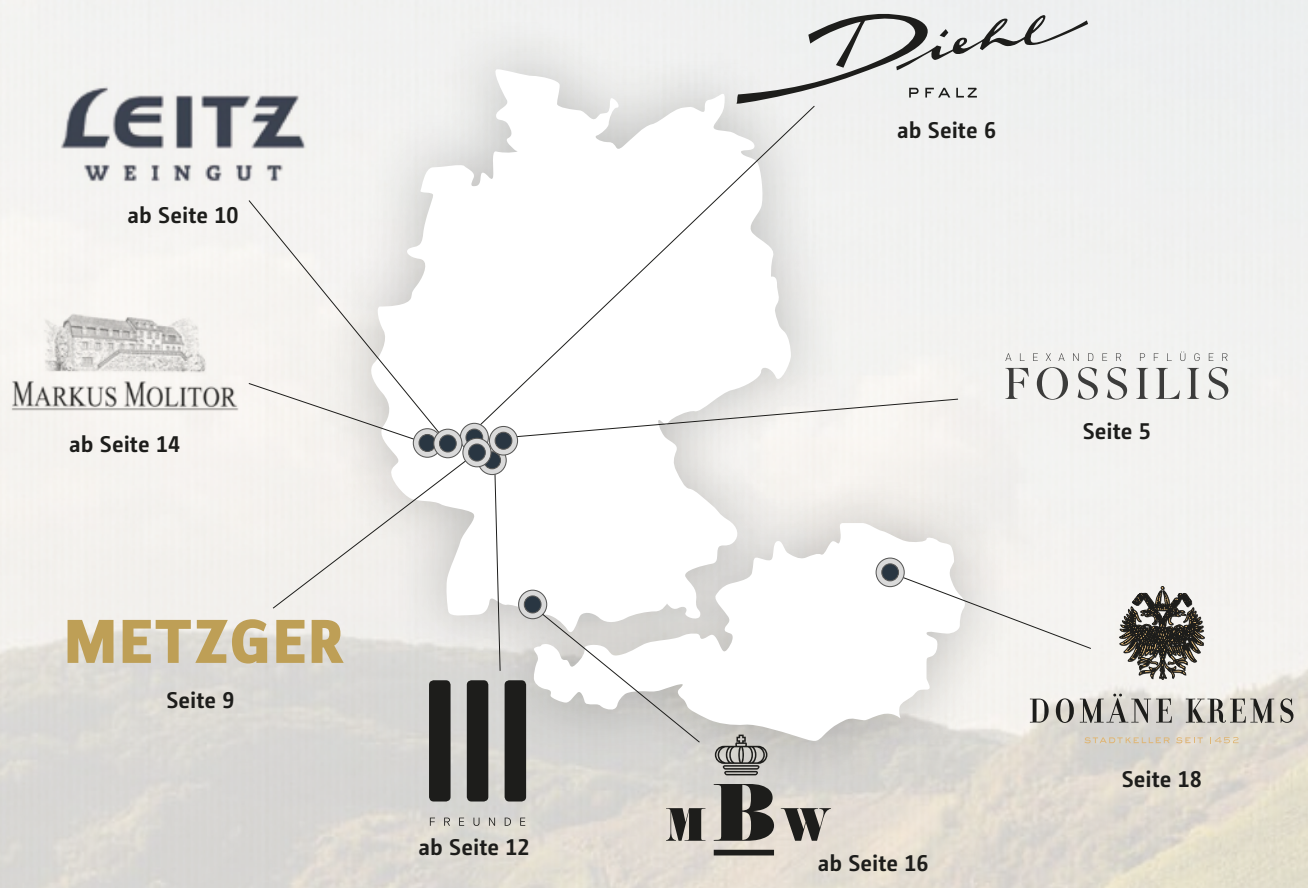 Diehl
PFALZ
ab Seite 6
LEITZ
WEINGUT
ab Seite 10
MARKUS MOLITOR
ab Seite 14
ALEXANDER PFLÜGER
FOSSILIS
Seite 5
METZGER
Seite 9
FREUNDE
ab Seite 12
MBW
ab Seite 16
DOMÄNE KREMS
STADTKELLER SEIT 1452
Seite 18